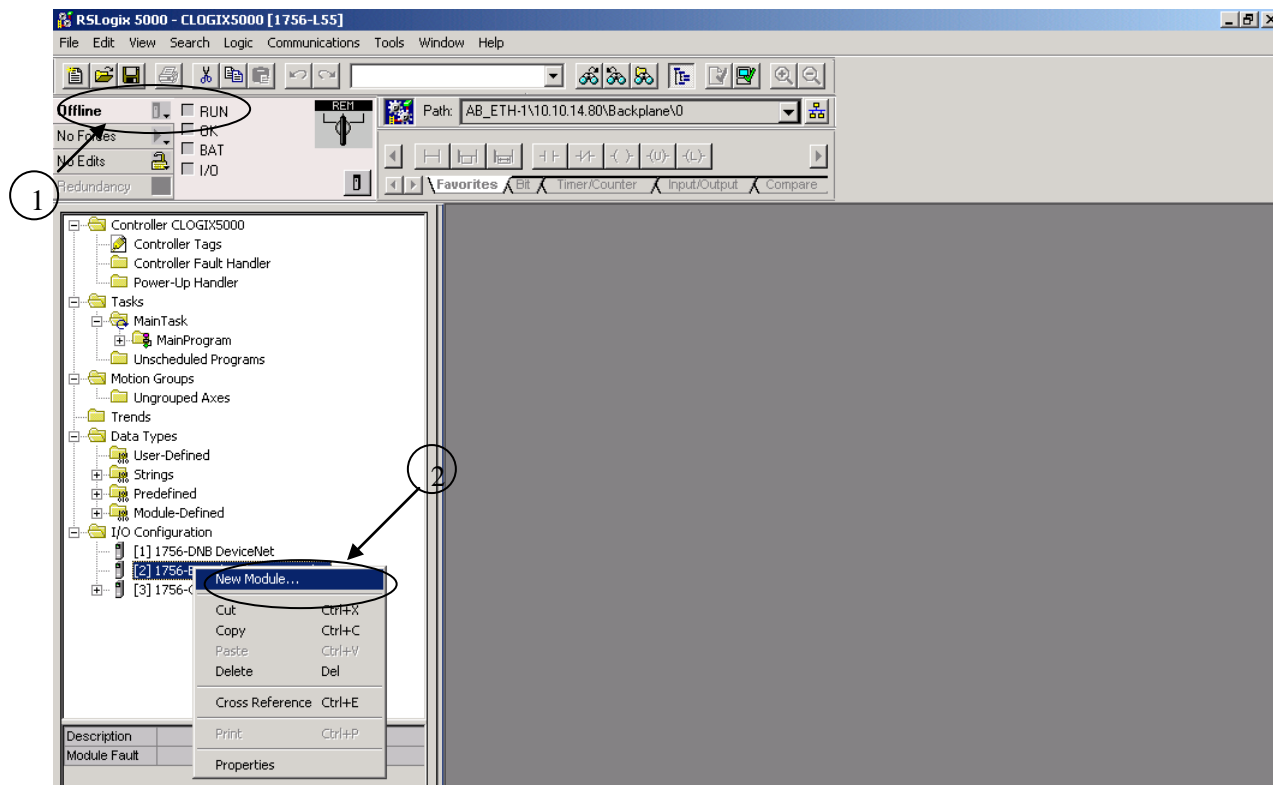 RSLogix 5000 - CLOGIX5000 [1756-L55]
File Edit View Search Logic Communications Tools Window Help
Offline
RUN
REM
Path: AB_ETH-1\10.10.14.80\Backplane\0
No Forces
OK
BAT
No Edits
I/O
Redundancy
Favorites Bit Timer/Counter Input/Output Compare
1
Controller CLOGIX5000
Controller Tags
Controller Fault Handler
Power-Up Handler
Tasks
MainTask
MainProgram
Unscheduled Programs
Motion Groups
Ungrouped Axes
Trends
Data Types
User-Defined
Strings
2
Predefined
Module-Defined
I/O Configuration
[1] 1756-DNB DeviceNet
[2] 1756-E
[3] 1756-
New Module...
Cut Ctrl+X
Copy Ctrl+C
Paste Ctrl+V
Delete Del
Cross Reference Ctrl+E
Print Ctrl+P
Properties
Description
Module Fault